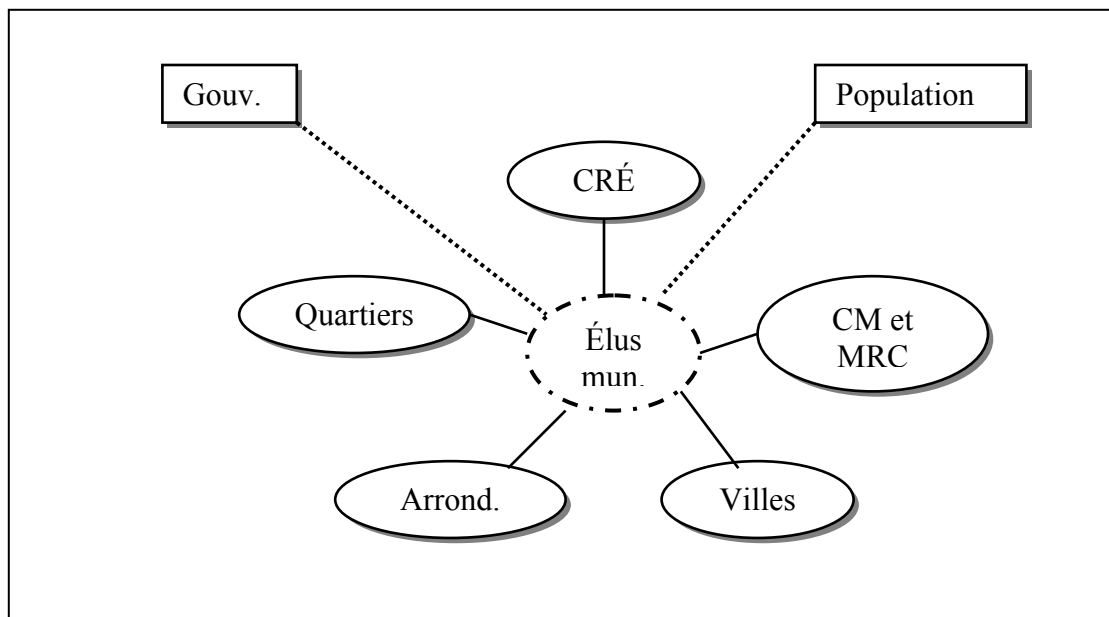 Gouv.
Population
CRÉ
Quartiers
CM et
MRC
Élus
mun.
Arrond.
Villes